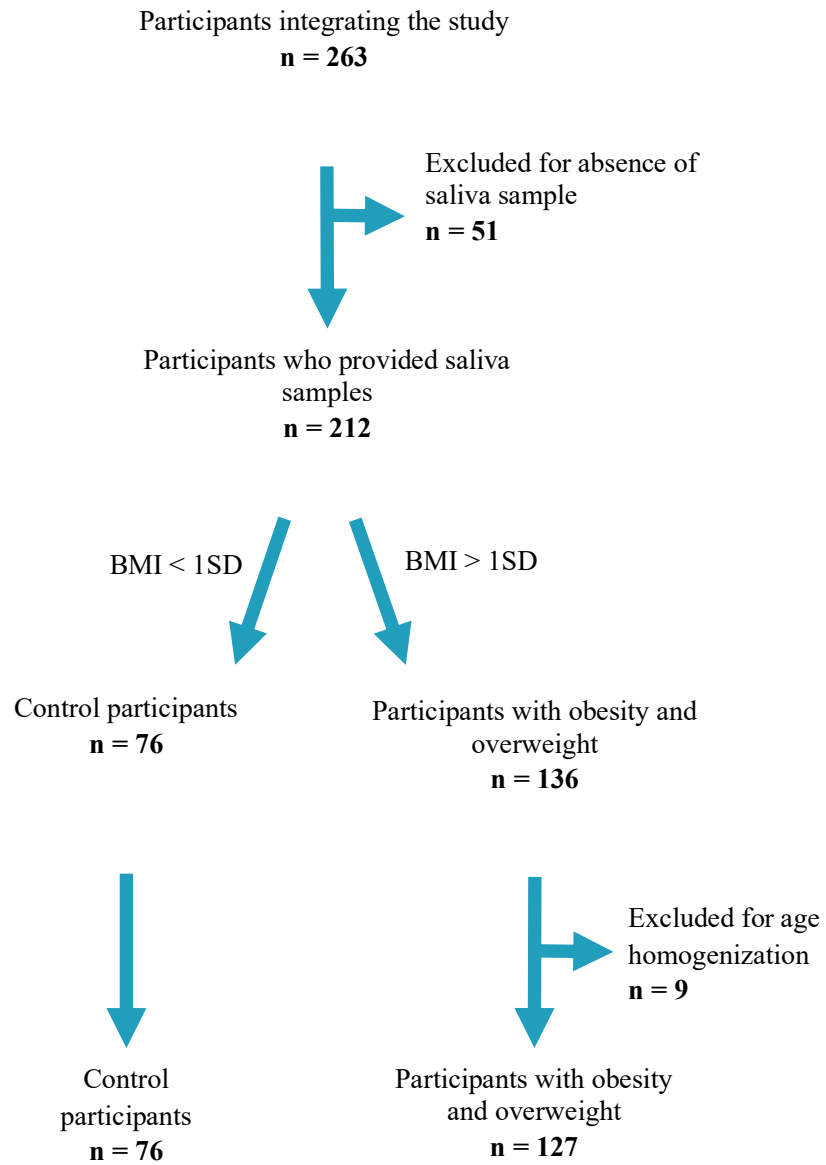 Participants integrating the study
n = 263
Excluded for absence of
saliva sample
n = 51
Participants who provided saliva
samples
n = 212
BMI < 1SD
BMI > 1SD
Control participants
n = 76
Participants with obesity and
overweight
n = 136
Excluded for age
homogenization
n = 9
Control
participants
n = 76
Participants with obesity
and overweight
n = 127